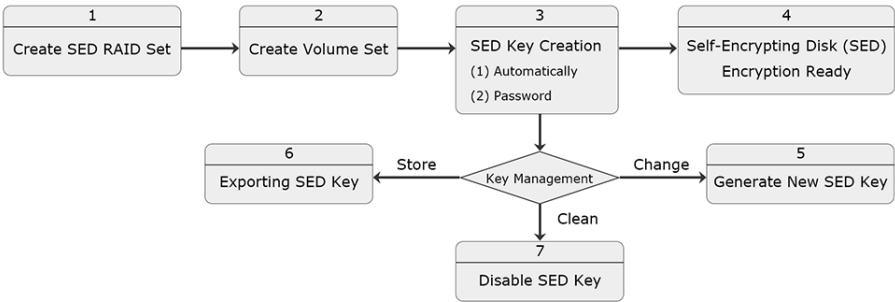 1
Create SED RAID Set
2
Create Volume Set
3
SED Key Creation
(1) Automatically
(2) Password
4
Self-Encrypting Disk (SED)
Encryption Ready
6
Exporting SED Key
Store
Key Management
Change
5
Generate New SED Key
Clean
7
Disable SED Key